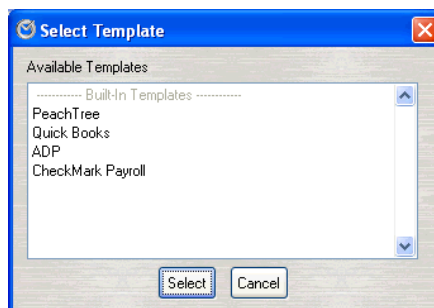 Select Template
Available Templates
------------ Built-In Templates ------------
PeachTree
Quick Books
ADP
CheckMark Payroll
Select Cancel